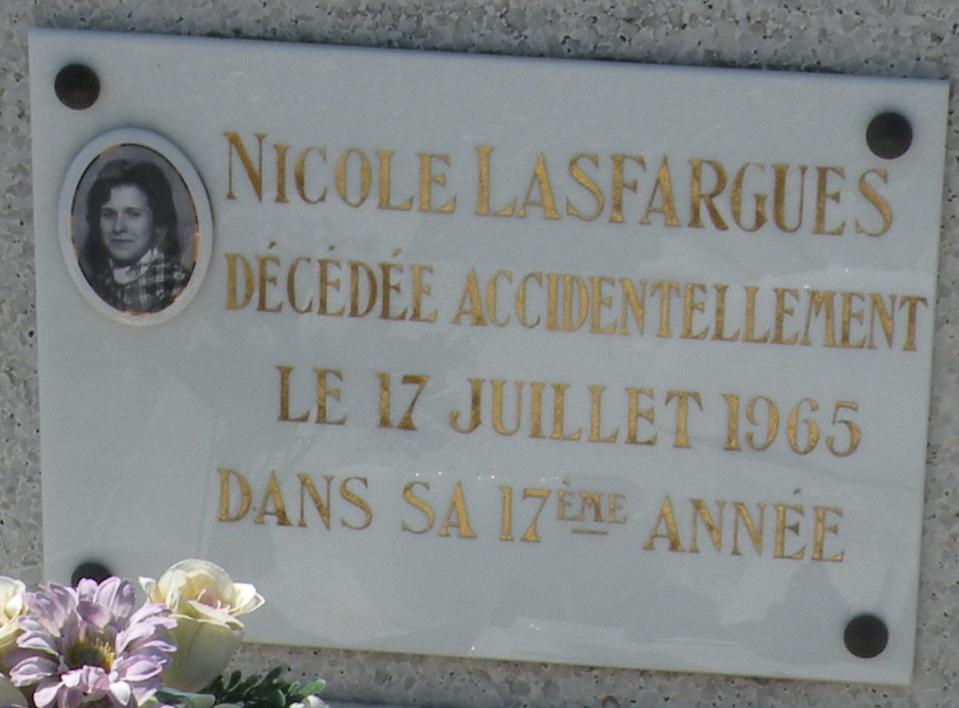 NICOLE LASFARGUES
DÉCÉDÉE ACCIDENTELLEMENT
LE 17 JUILLET 1965
DANS SA 17ÈME ANNÉE